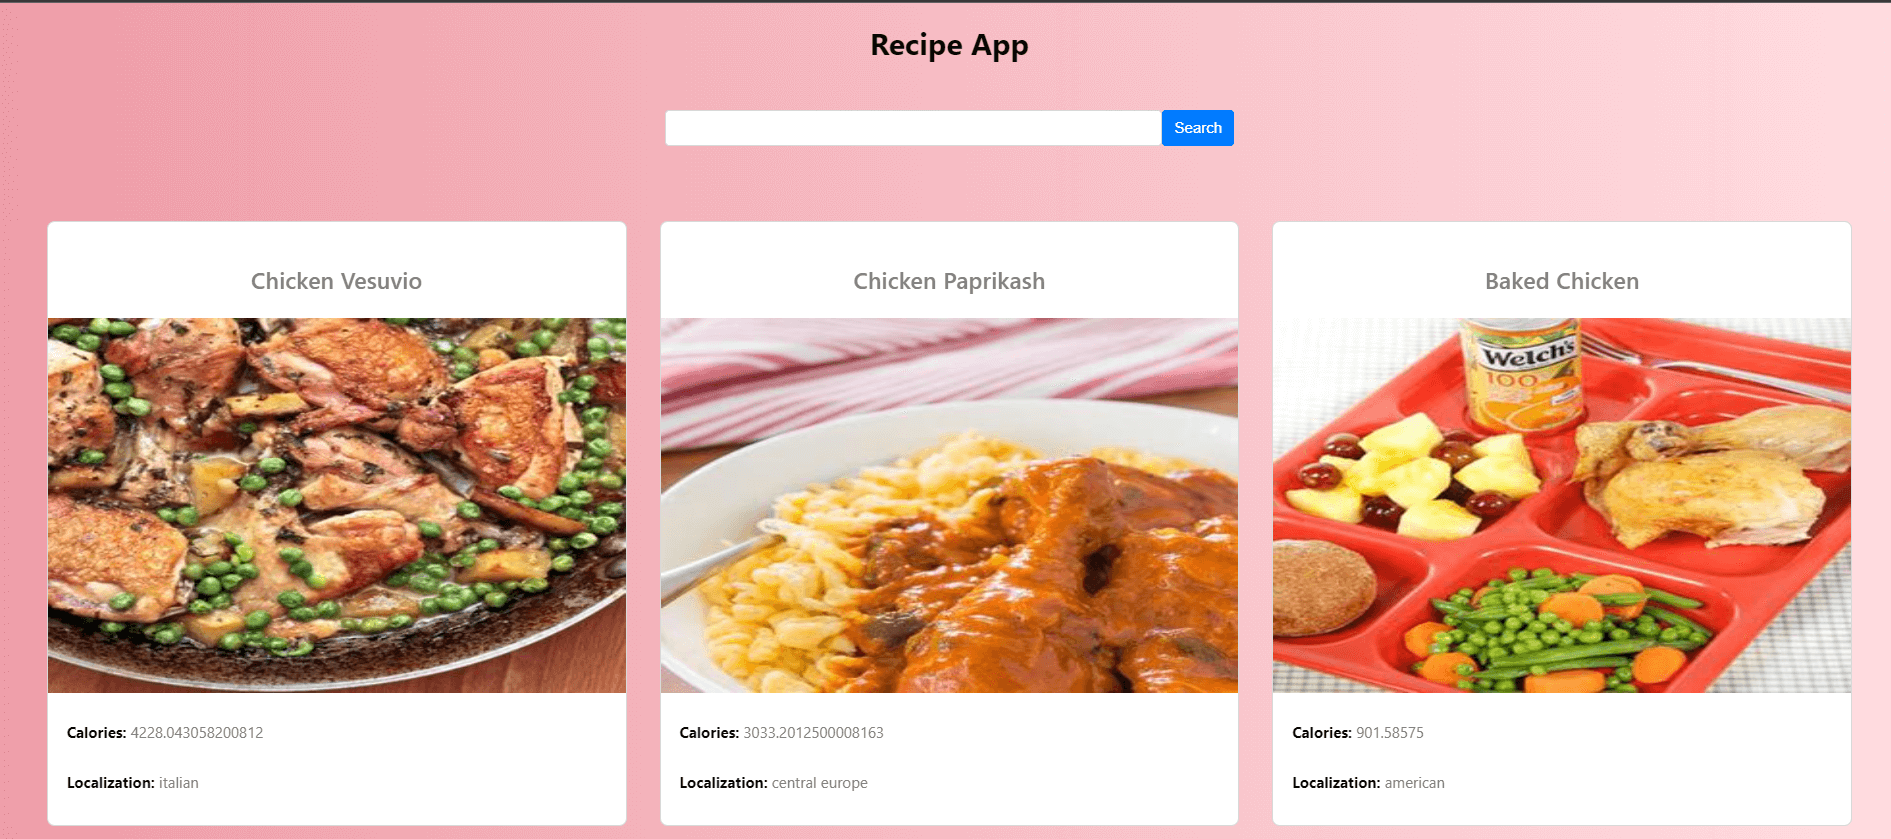 Recipe App
Search
Chicken Vesuvio
Chicken Paprikash
Baked Chicken
Welch's
100
Calories: 4228.043058200812
Calories: 3033.2012500008163
Calories: 901.58575
Localization: italian
Localization: central europe
Localization: american